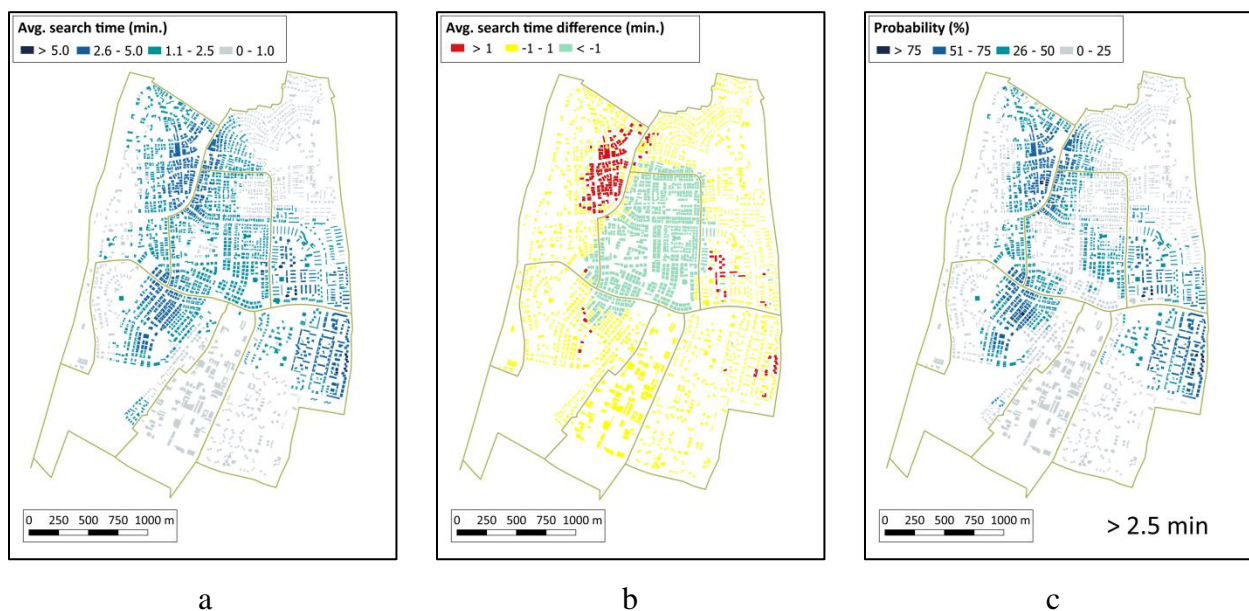 Avg. search time (min.)
> 5.0 2.6 - 5.0 1.1 - 2.5 0 - 1.0
0 250 500 750 1000 m
a
Avg. search time difference (min.)
> 1 -1 - 1 < -1
0 250 500 750 1000 m
b
Probability (%)
> 75 51 - 75 26 - 50 0 - 25
0 250 500 750 1000 m
> 2.5 min
c